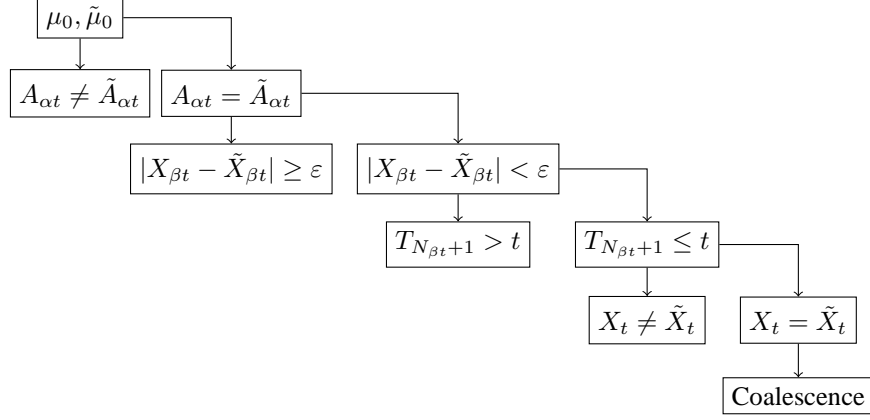 μ₀, μ̃₀
A_{αt} ≠ Ã_{αt}
A_{αt} = Ã_{αt}
|X_{βt} − X̃_{βt}| ≥ ε
|X_{βt} − X̃_{βt}| < ε
T_{N_{βt}+1} > t
T_{N_{βt}+1} ≤ t
X_t ≠ X̃_t
X_t = X̃_t
Coalescence